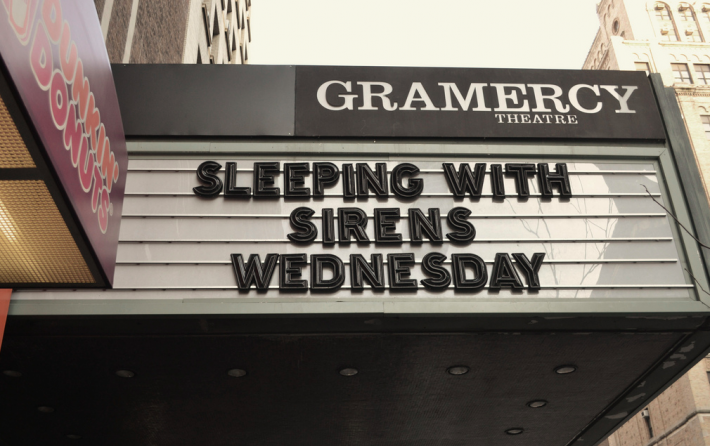 DUNKIN'
DONUTS
GRAMERCY
THEATRE
SLEEPING WITH
SIRENS
WEDNESDAY